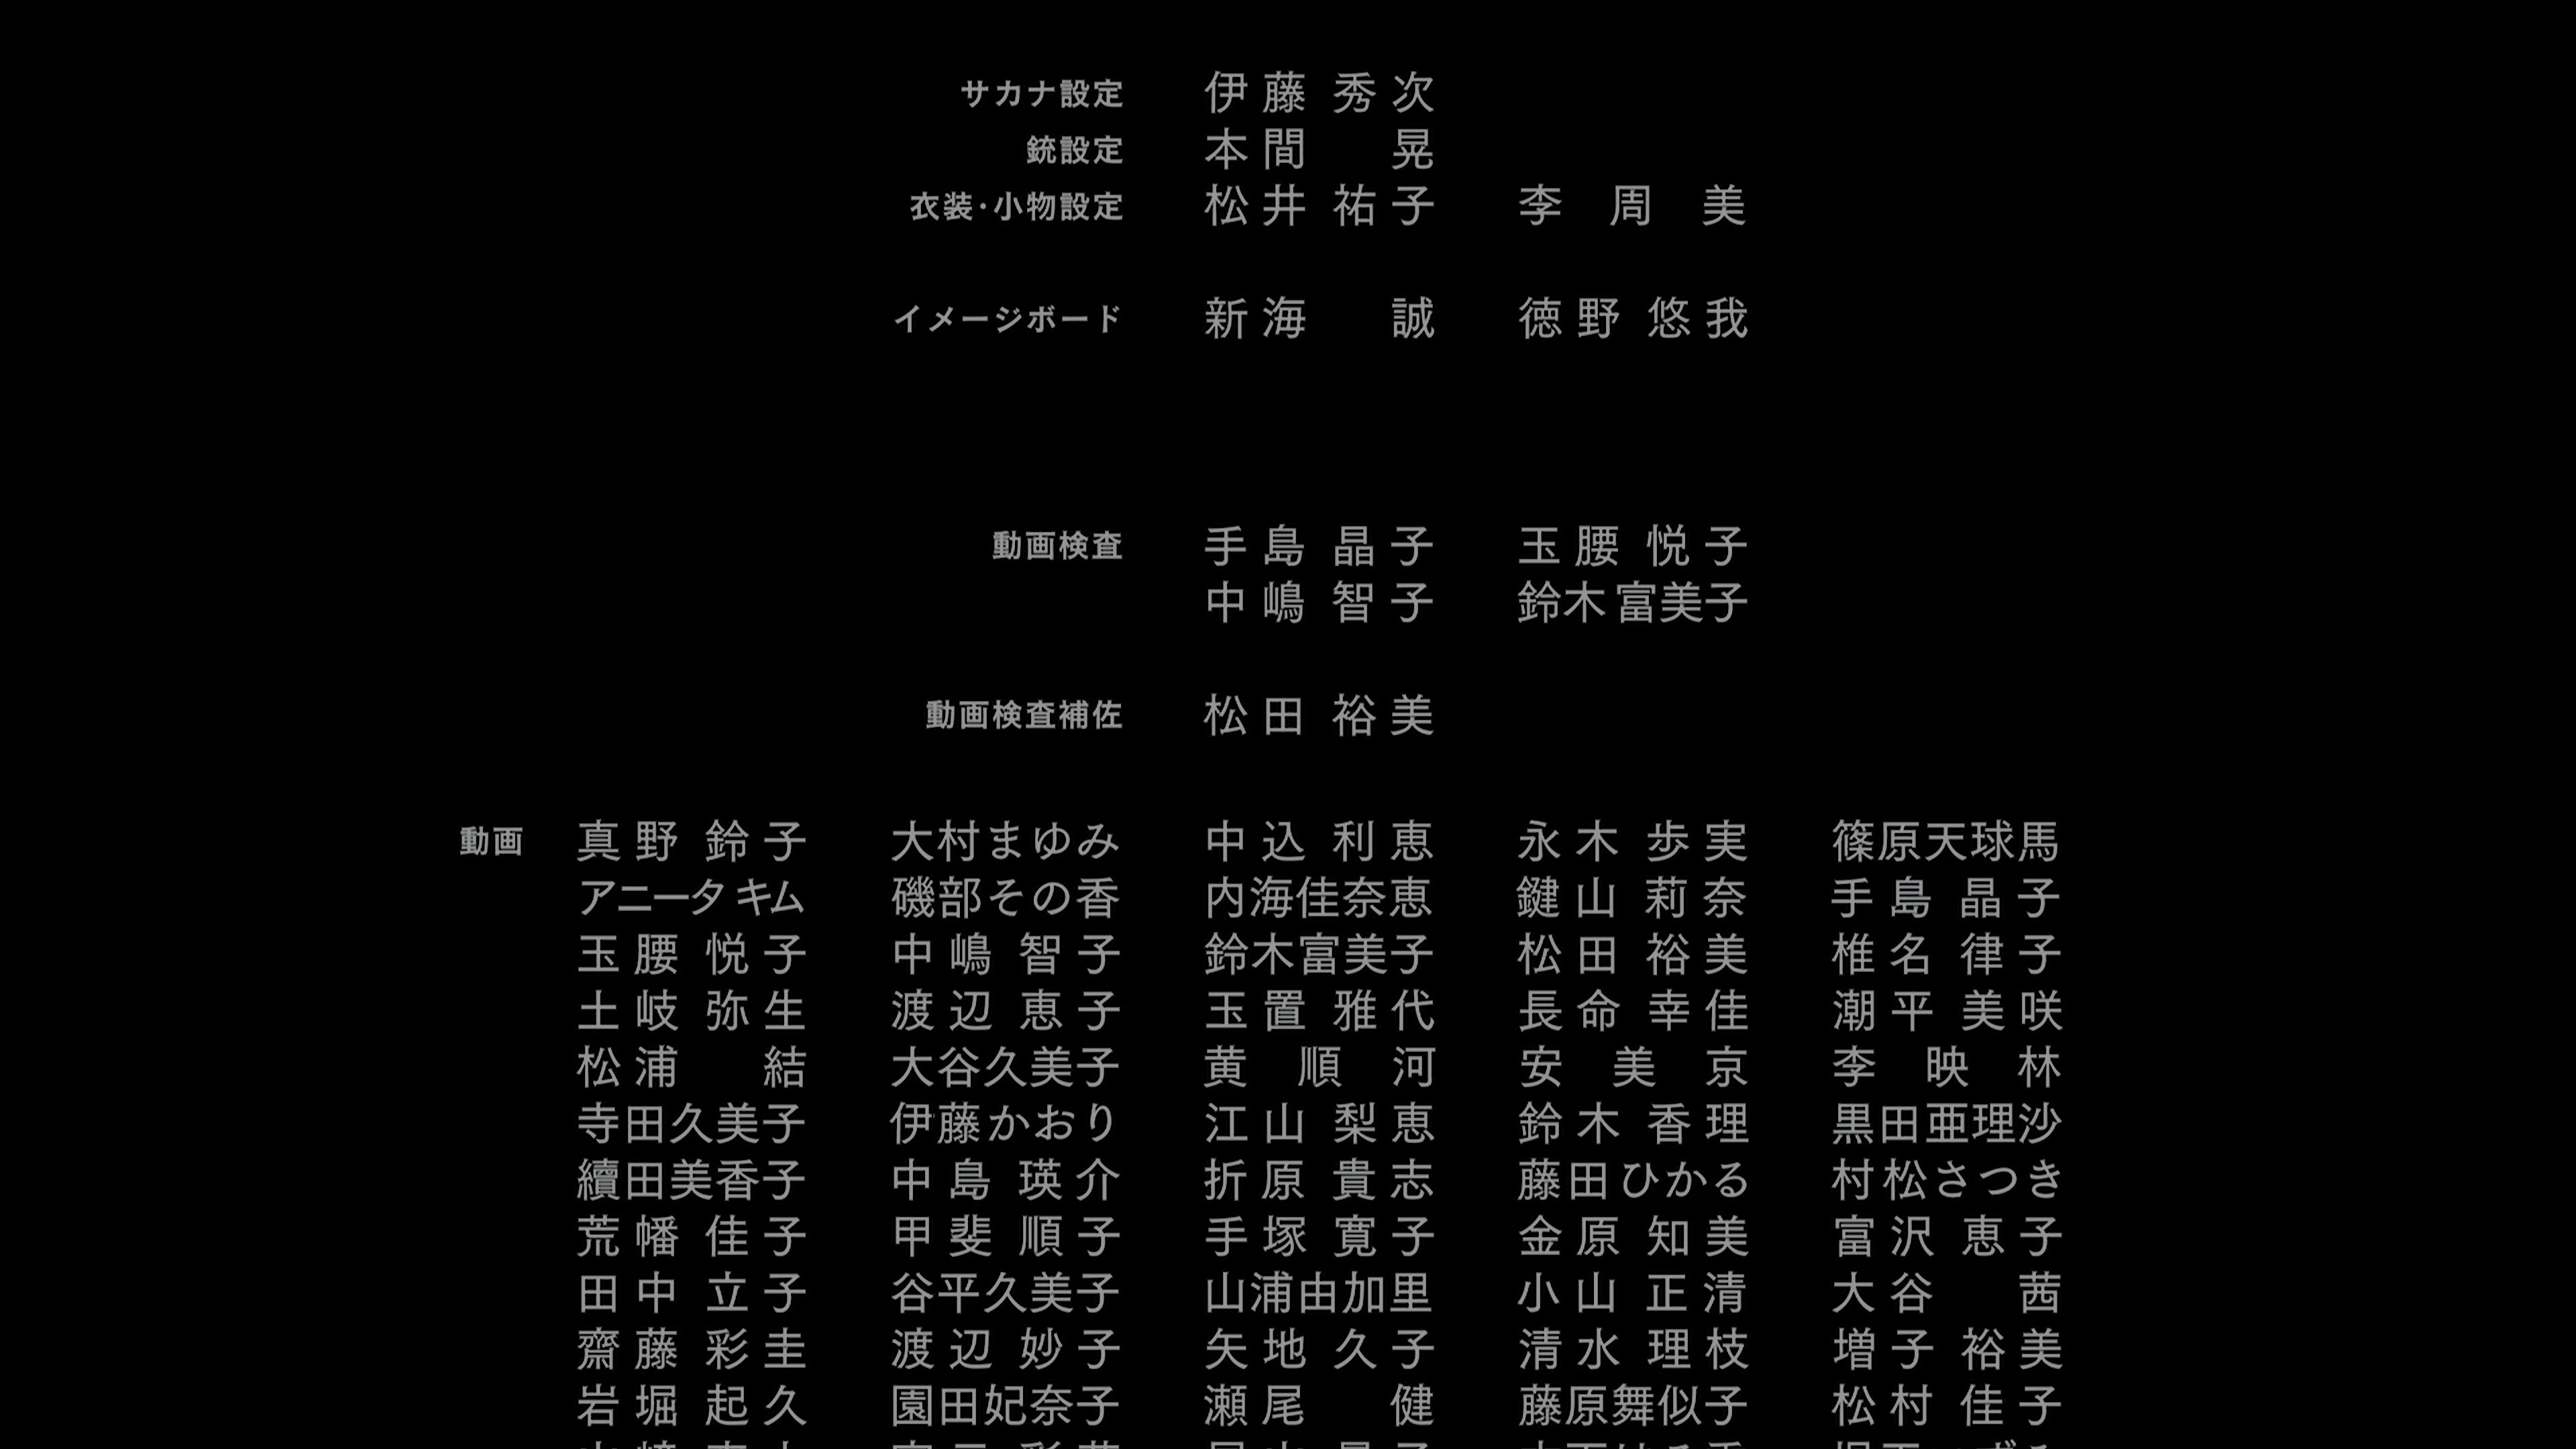 サカナ設定 伊藤 秀次
銃設定 本間 晃
衣装･小物設定 松井 祐子 李 周 美
イメージボード 新海 誠 徳野 悠我
動画検査 手島 晶子 玉腰 悦子
中嶋 智子 鈴木富美子
動画検査補佐 松田 裕美
動画 真野 鈴子 大村まゆみ 中込 利恵 永木 歩実 篠原天球馬
アニータ キム 磯部その香 内海佳奈恵 鍵山 莉奈 手島 晶子
玉腰 悦子 中嶋 智子 鈴木富美子 松田 裕美 椎名 律子
土岐 弥生 渡辺 恵子 玉置 雅代 長命 幸佳 潮平 美咲
松浦 結 大谷久美子 黄 順 河 安 美 京 李 映 林
寺田久美子 伊藤かおり 江山 梨恵 鈴木 香理 黒田亜理沙
續田美香子 中島 瑛介 折原 貴志 藤田ひかる 村松さつき
荒幡 佳子 甲斐 順子 手塚 寛子 金原 知美 富沢 恵子
田中 立子 谷平久美子 山浦由加里 小山 正清 大谷 茜
齋藤 彩圭 渡辺 妙子 矢地 久子 清水 理枝 増子 裕美
岩堀 起久 園田妃奈子 瀬尾 健 藤原舞似子 松村 佳子